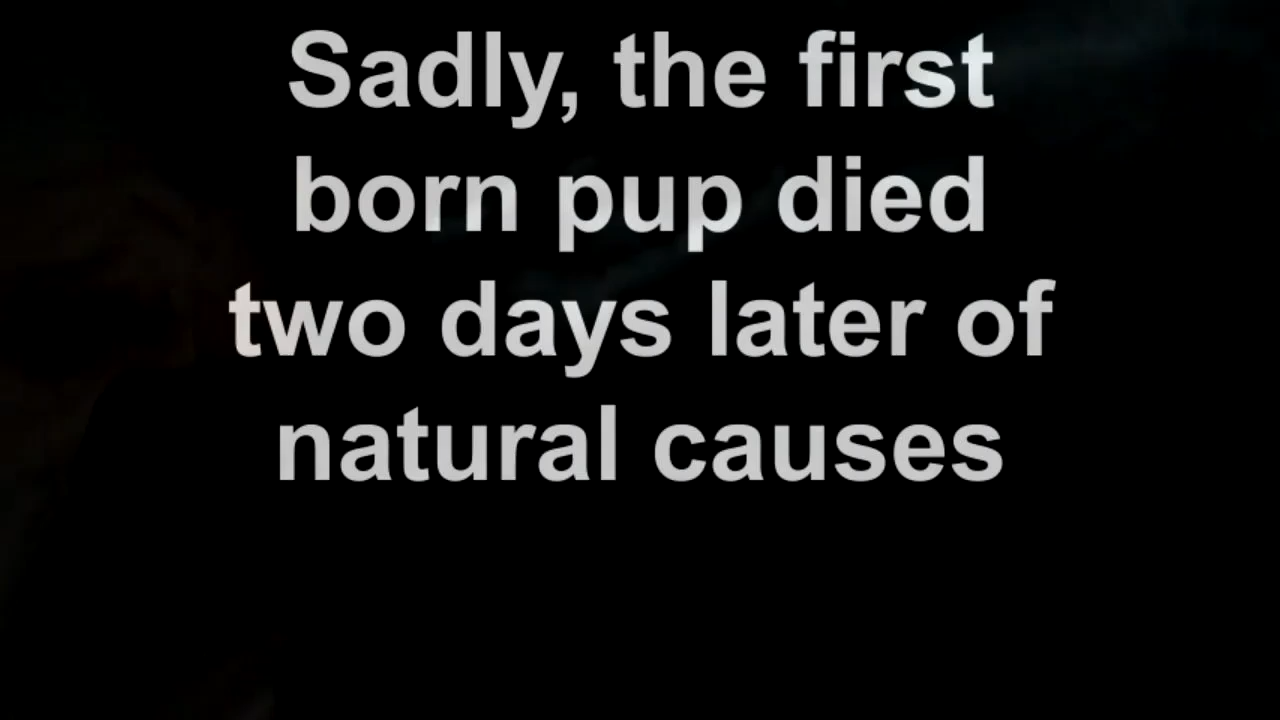 Sadly, the first
born pup died
two days later of
natural causes